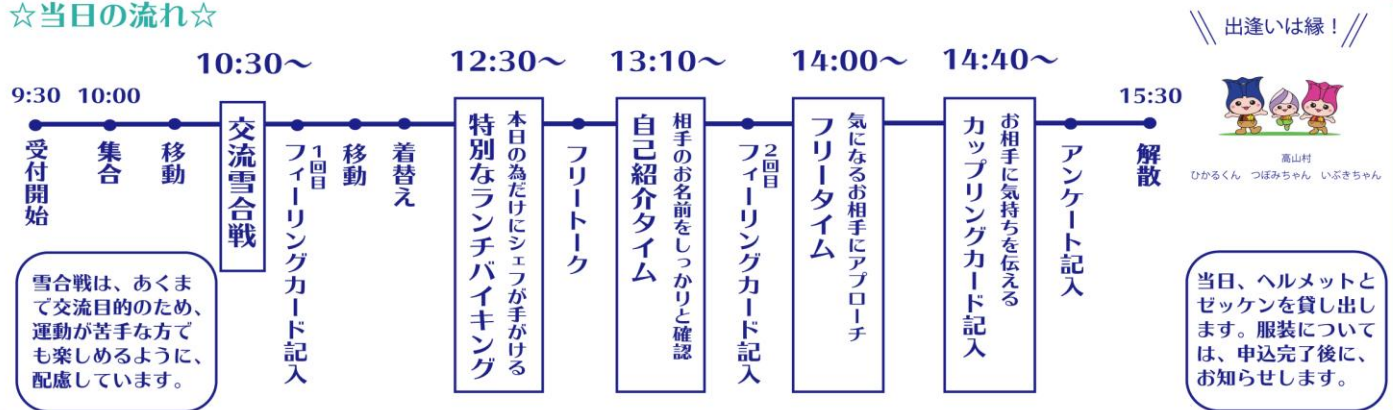 ☆当日の流れ☆
9:30
受付開始
10:00
集合
移動
10:30～
交流雪合戦
1回目
フィーリングカード記入
移動
着替え
12:30～
本日の為だけにシェフが手がける
特別なランチバイキング
フリートーク
13:10～
相手のお名前をしっかりと確認
自己紹介タイム
2回目
フィーリングカード記入
14:00～
気になるお相手にアプローチ
フリータイム
14:40～
お相手に気持ちを伝える
カップリングカード記入
アンケート記入
15:30
解散
出逢いは縁！
高山村
ひかるくん つぼみちゃん いぶきちゃん
雪合戦は、あくま
で交流目的のため、
運動が苦手な方で
も楽しめるように、
配慮しています。
当日、ヘルメットと
ゼッケンを貸し出し
ます。服装について
は、申込完了後に、
お知らせします。